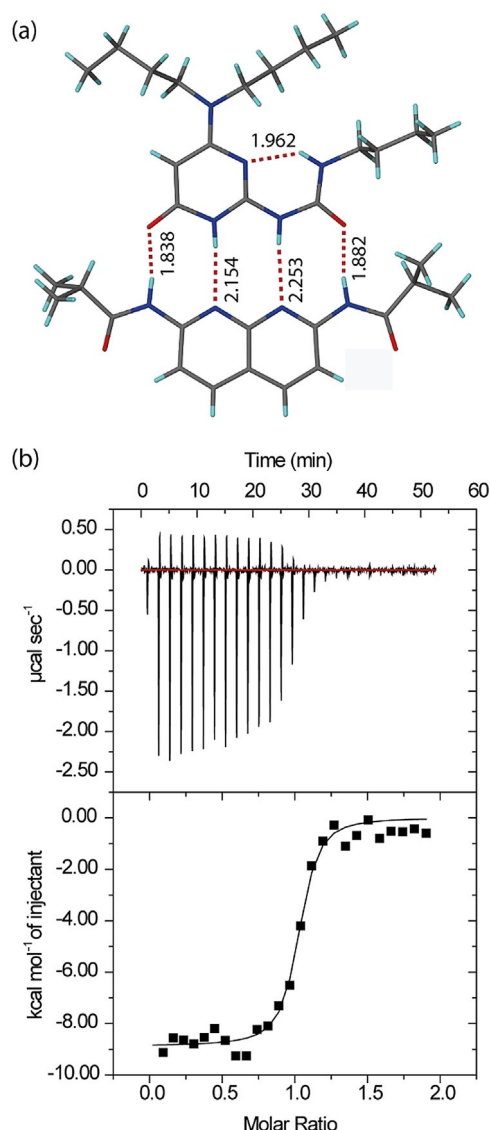 (a)
1.962
1.838
2.154
2.253
1.882
(b)
Time (min)
0 10 20 30 40 50 60
0.50
0.00
-0.50
-1.00
-1.50
-2.00
-2.50
µcal sec⁻¹
0.00
-2.00
-4.00
-6.00
-8.00
-10.00
kcal mol⁻¹ of injectant
0.0 0.5 1.0 1.5 2.0
Molar Ratio